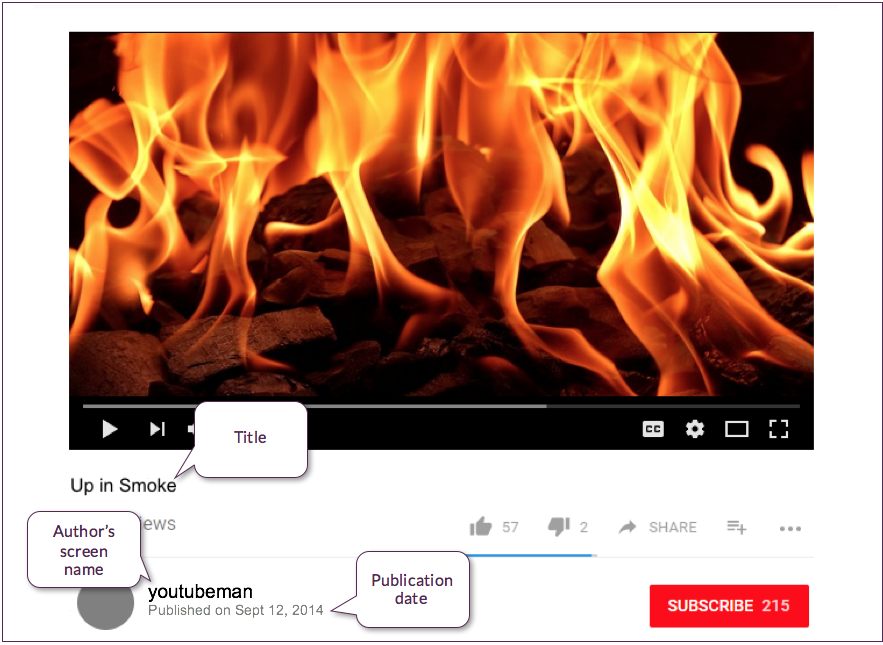 CC
Title
Up in Smoke
57
2
SHARE
Author's
screen
name
youtubeman
Published on Sept 12, 2014
Publication
date
SUBSCRIBE 215